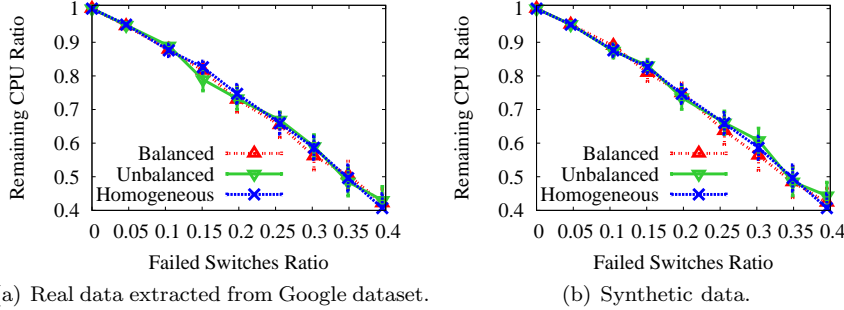 1
0.9
0.8
0.7
0.6
0.5
0.4
Remaining CPU Ratio
Balanced
Unbalanced
Homogeneous
0 0.05 0.1 0.15 0.2 0.25 0.3 0.35 0.4
Failed Switches Ratio
a) Real data extracted from Google dataset.
1
0.9
0.8
0.7
0.6
0.5
0.4
Remaining CPU Ratio
Balanced
Unbalanced
Homogeneous
0 0.05 0.1 0.15 0.2 0.25 0.3 0.35 0.4
Failed Switches Ratio
(b) Synthetic data.